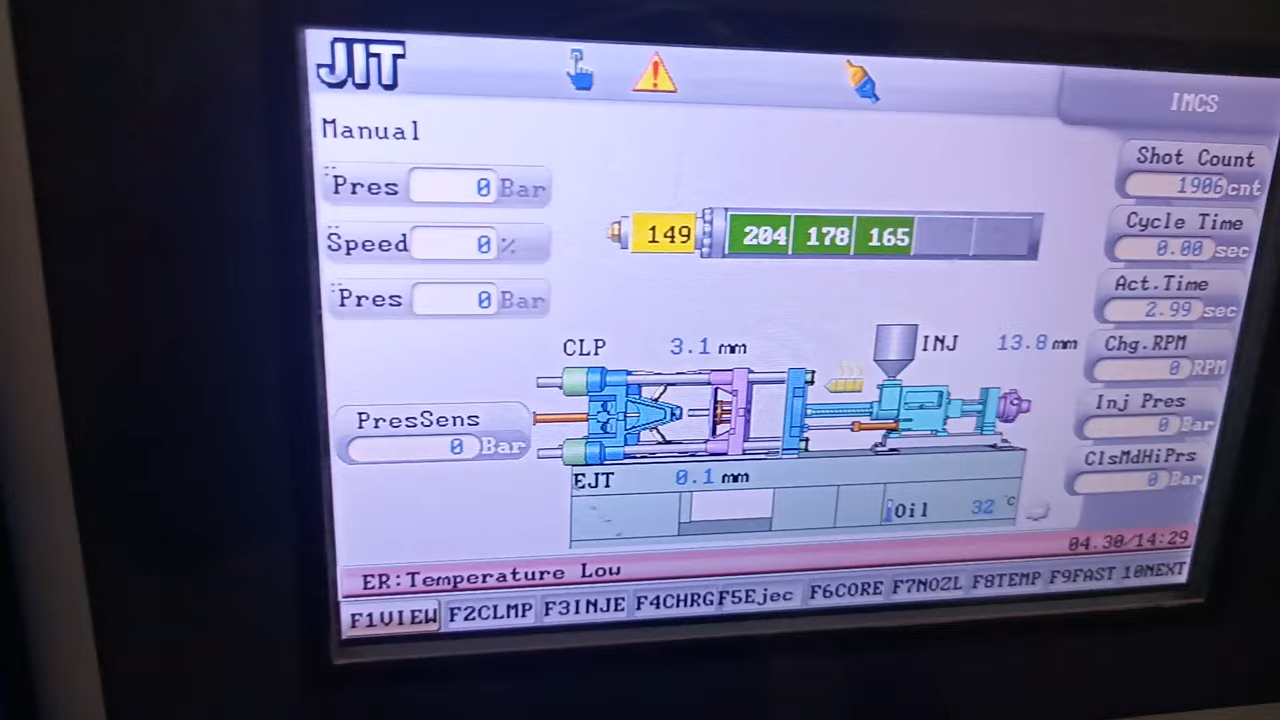 JIT
IMCS
Manual
Pres 0 Bar
Speed 0 %
Pres 0 Bar
149 204 178 165
Shot Count
1906 cnt
Cycle Time
0.00 sec
Act.Time
2.99 sec
Chg.RPM
0 RPM
Inj Pres
0 Bar
ClsMdHiPrs
0 Bar
CLP 3.1 mm
INJ 13.8 mm
PresSens
0 Bar
EJT 0.1 mm
Oil 32 °C
04.30/14:29
ER:Temperature Low
F1VIEW F2CLMP F3INJE F4CHRG F5Ejec F6CORE F7NOZL F8TEMP F9FAST 10NEXT